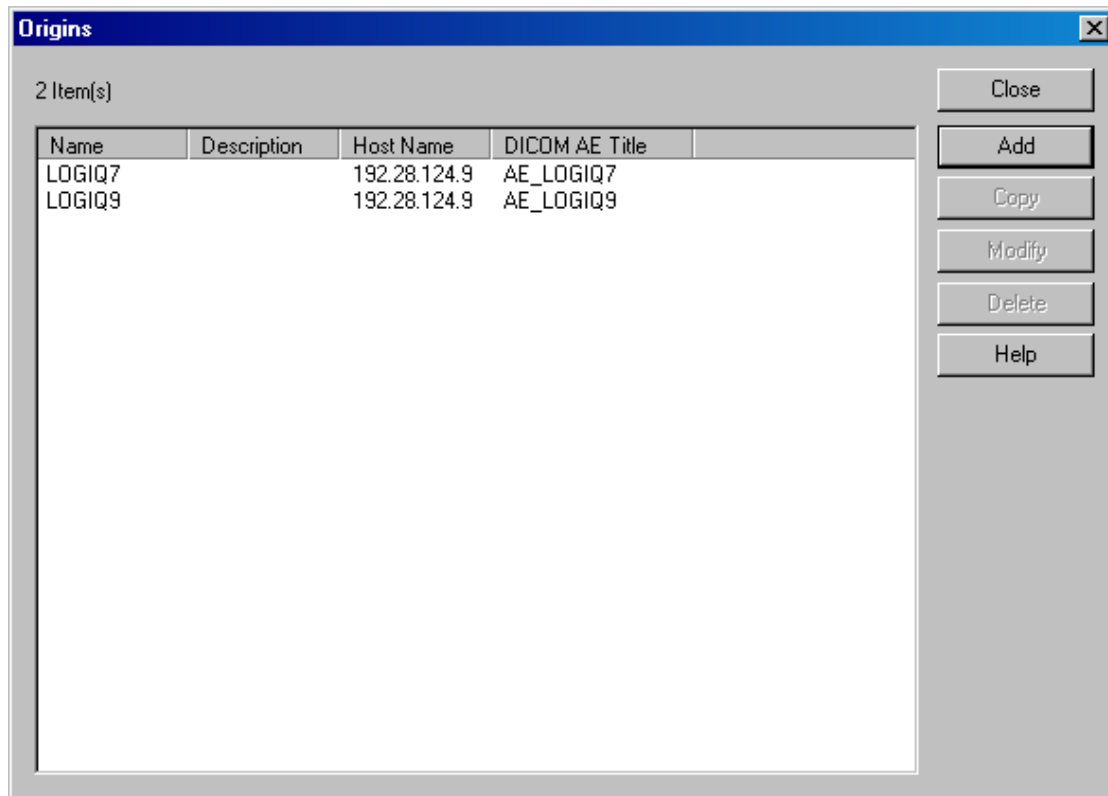 Origins
2 Item(s)
Close
Name Description Host Name DICOM AE Title
Add
LOGIQ7 192.28.124.9 AE_LOGIQ7
LOGIQ9 192.28.124.9 AE_LOGIQ9
Copy
Modify
Delete
Help